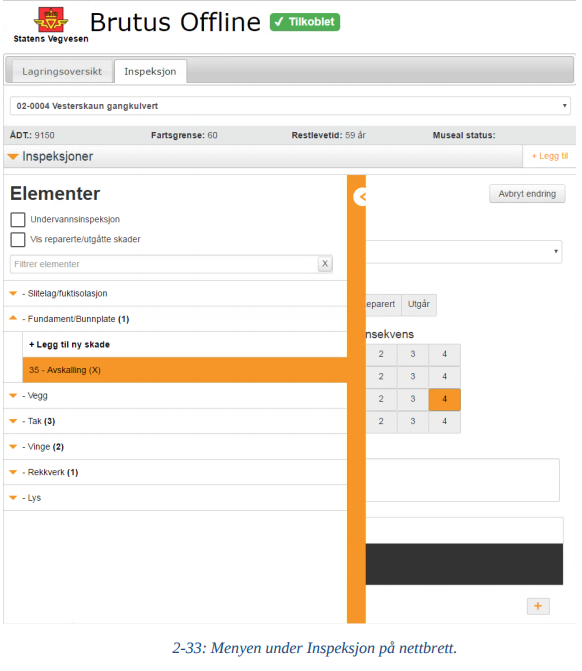 Statens Vegvesen
Brutus Offline ✓ Tilkoblet
Lagringsoversikt Inspeksjon
02-0004 Vesterskaun gangkulvert
ÅDT.: 9150 Fartsgrense: 60 Restlevetid: 59 år Museal status:
Inspeksjoner + Legg til
Elementer
Avbryt endring
Undervannsinspeksjon
Vis reparerte/utgåtte skader
Filtrer elementer X
- Slitelag/fuktisolasjon
eparert Utgår
- Fundament/Bunnplate (1)
nsekvens
+ Legg til ny skade
2 3 4
35 - Avskalling (X)
2 3 4
- Vegg
2 3 4
- Tak (3)
2 3 4
- Vinge (2)
- Rekkverk (1)
- Lys
+
2-33: Menyen under Inspeksjon på nettbrett.